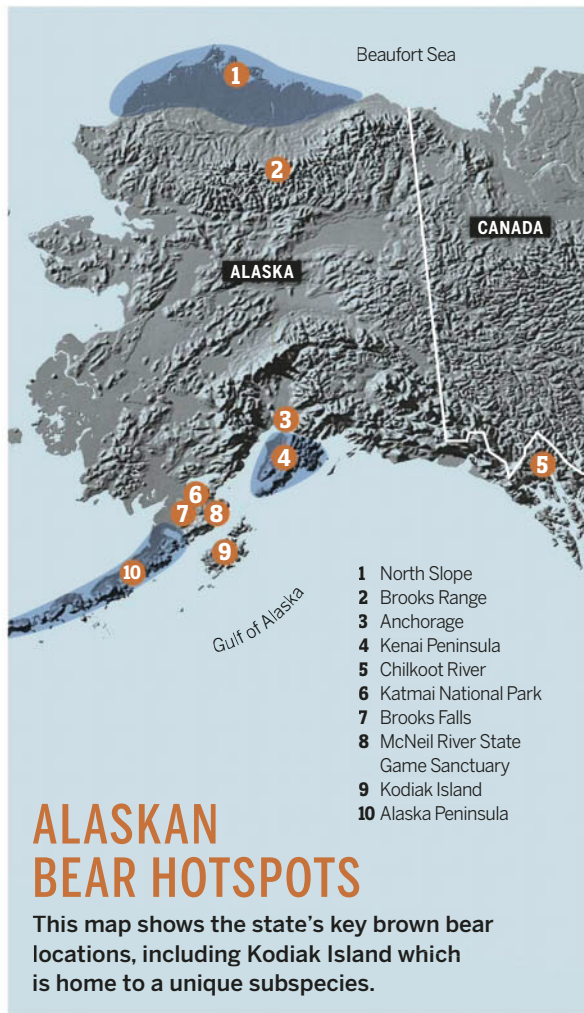 Beaufort Sea
1
2
CANADA
ALASKA
3
4
5
6
7
8
9
10
Gulf of Alaska
1 North Slope
2 Brooks Range
3 Anchorage
4 Kenai Peninsula
5 Chilkoot River
6 Katmai National Park
7 Brooks Falls
8 McNeil River State
Game Sanctuary
9 Kodiak Island
10 Alaska Peninsula
ALASKAN
BEAR HOTSPOTS
This map shows the state's key brown bear
locations, including Kodiak Island which
is home to a unique subspecies.